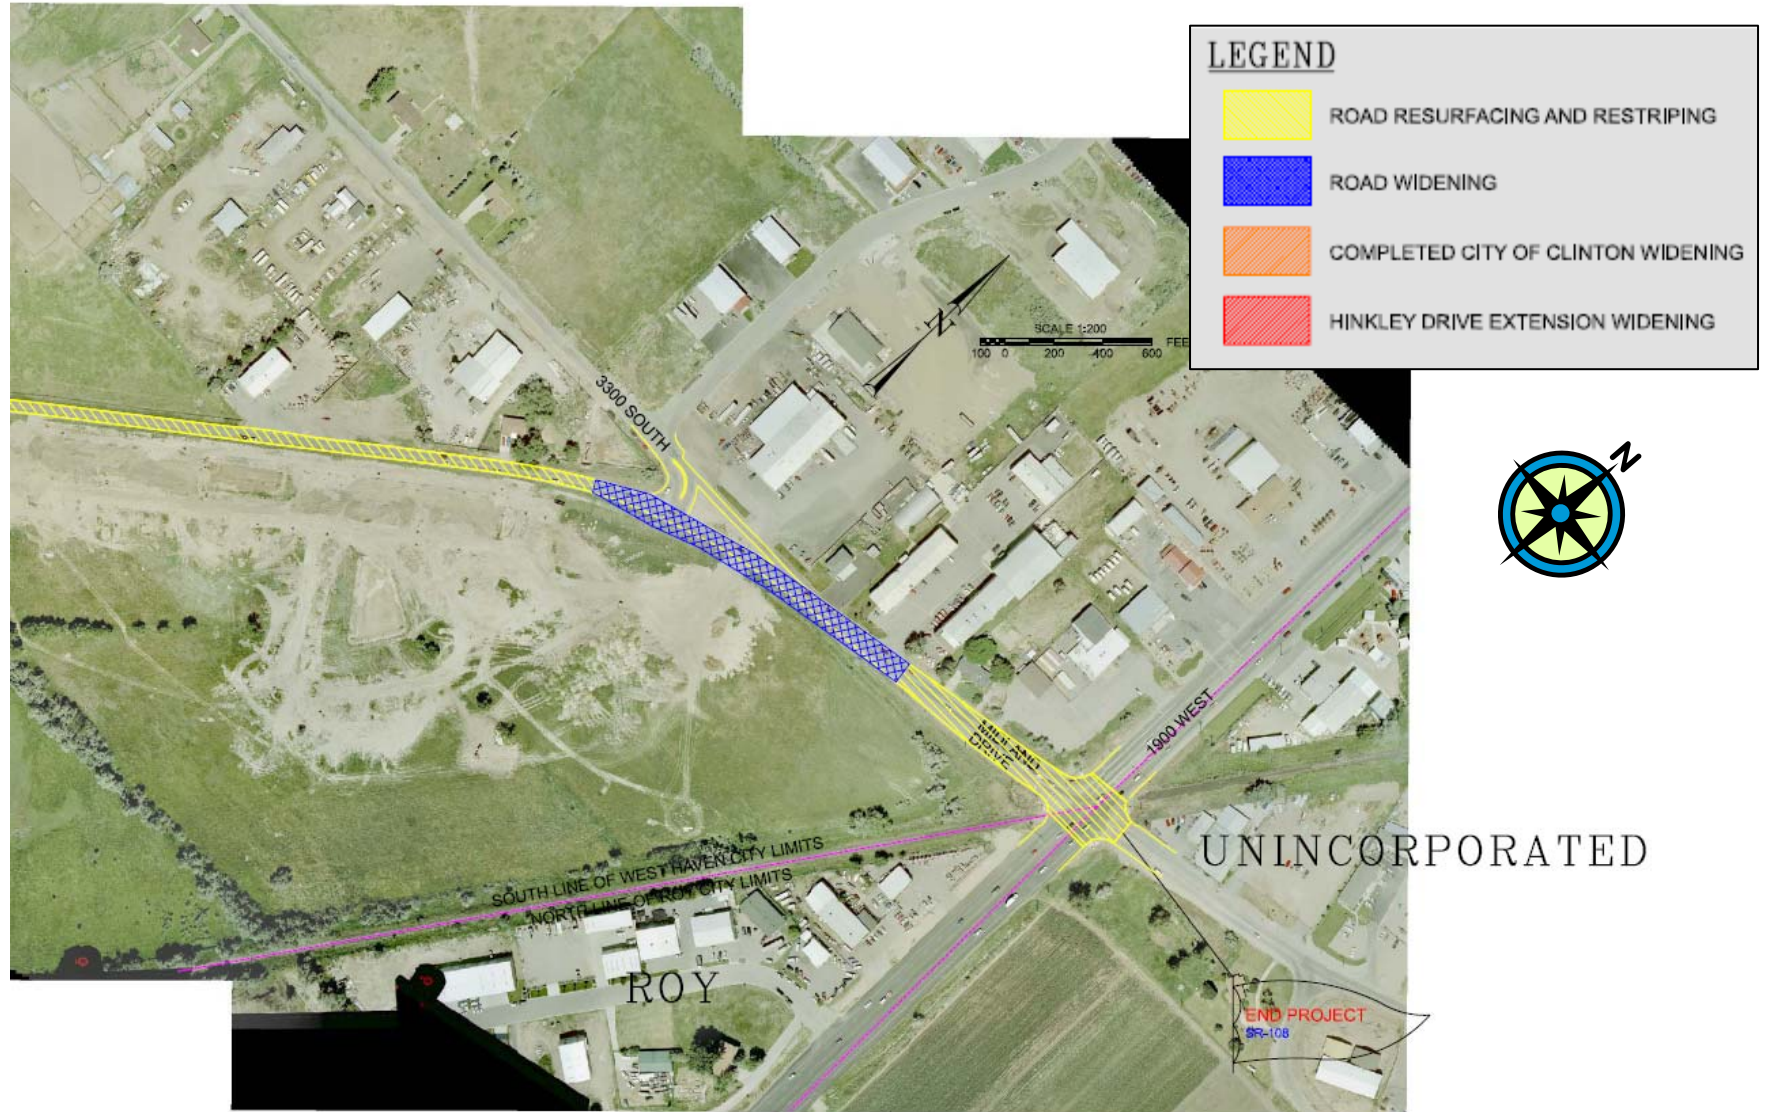 LEGEND
ROAD RESURFACING AND RESTRIPING
ROAD WIDENING
COMPLETED CITY OF CLINTON WIDENING
HINKLEY DRIVE EXTENSION WIDENING
N
SCALE 1:200
100 0 200 400 600 FEE
3300 SOUTH
N
1900 WEST
MIDLAND
DRIVE
UNINCORPORATED
SOUTH LINE OF WEST HAVEN CITY LIMITS
NORTH LINE OF ROY CITY LIMITS
ROY
END PROJECT
SR-108